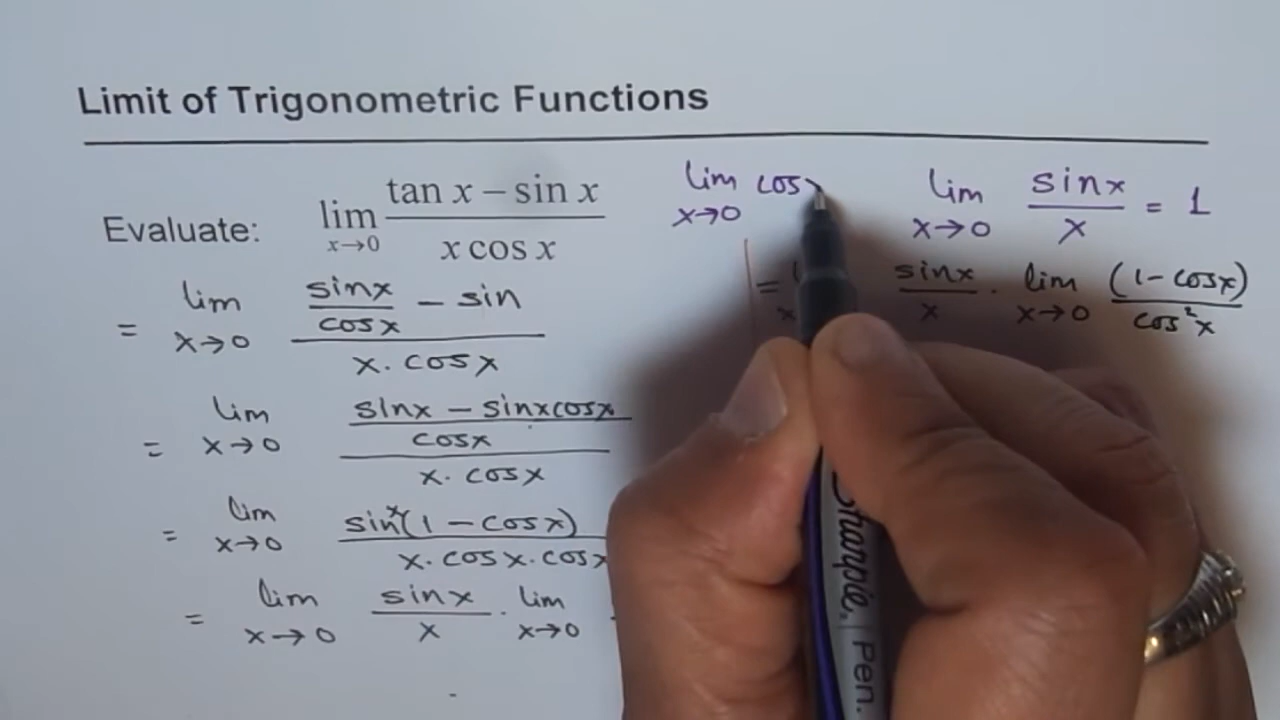 Limit of Trigonometric Functions
Evaluate: lim x→0 (tan x − sin x) / (x cos x)
lim x→0 cosx
lim x→0 sinx / x = 1
= lim x→0 (sinx / cosx − sin) / (x · cosx)
= sinx / x · lim x→0 (1 − cosx) / cos²x
= lim x→0 ((sinx − sinxcosx) / cosx) / (x · cosx)
= lim x→0 sinx(1 − cosx) / (x · cosx · cosx)
= lim x→0 sinx / x · lim x→0
Sharpie. Pen.